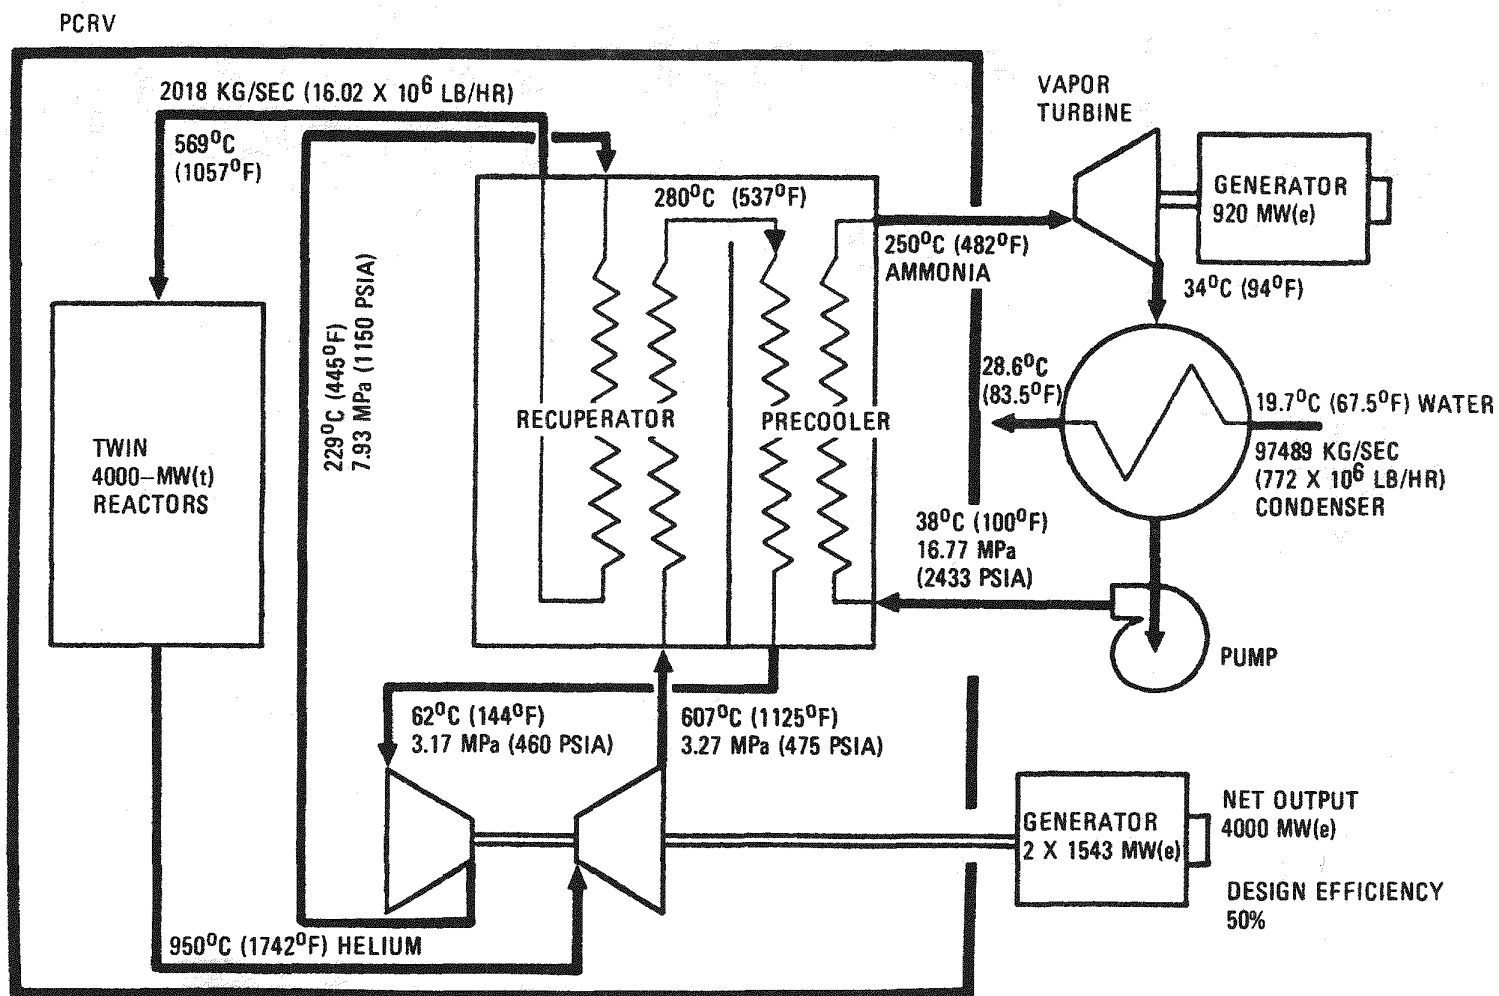 PCRV
2018 KG/SEC (16.02 X 10⁶ LB/HR)
569⁰C
(1057⁰F)
229⁰C (445⁰F)
7.93 MPa (1150 PSIA)
280⁰C (537⁰F)
RECUPERATOR
PRECOOLER
TWIN
4000–MW(t)
REACTORS
62⁰C (144⁰F)
3.17 MPa (460 PSIA)
607⁰C (1125⁰F)
3.27 MPa (475 PSIA)
950⁰C (1742⁰F) HELIUM
VAPOR
TURBINE
GENERATOR
920 MW(e)
250⁰C (482⁰F)
AMMONIA
34⁰C (94⁰F)
28.6⁰C
(83.5⁰F)
19.7⁰C (67.5⁰F) WATER
97489 KG/SEC
(772 X 10⁶ LB/HR)
CONDENSER
38⁰C (100⁰F)
16.77 MPa
(2433 PSIA)
PUMP
GENERATOR
2 X 1543 MW(e)
NET OUTPUT
4000 MW(e)
DESIGN EFFICIENCY
50%